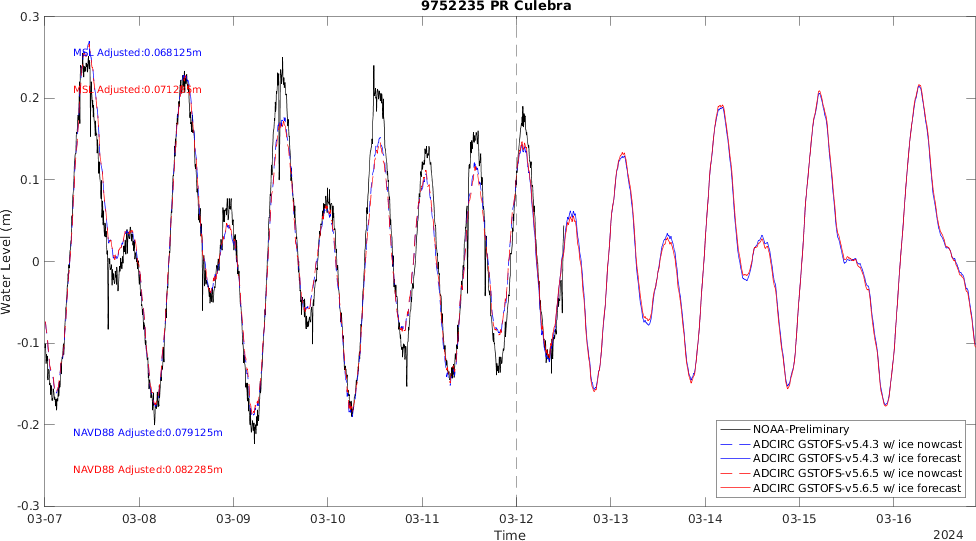 9752235 PR Culebra
0.3
0.2
0.1
0
-0.1
-0.2
-0.3
Water Level (m)
MSL Adjusted:0.068125m
MSL Adjusted:
NAVD88 Adjusted:0.079125m
NAVD88 Adjusted:0.082285m
NOAA-Preliminary
ADCIRC GSTOFS-v5.4.3 w/ ice nowcast
ADCIRC GSTOFS-v5.4.3 w/ ice forecast
ADCIRC GSTOFS-v5.6.5 w/ ice nowcast
ADCIRC GSTOFS-v5.6.5 w/ ice forecast
03-07 03-08 03-09 03-10 03-11 03-12 03-13 03-14 03-15 03-16
Time
2024